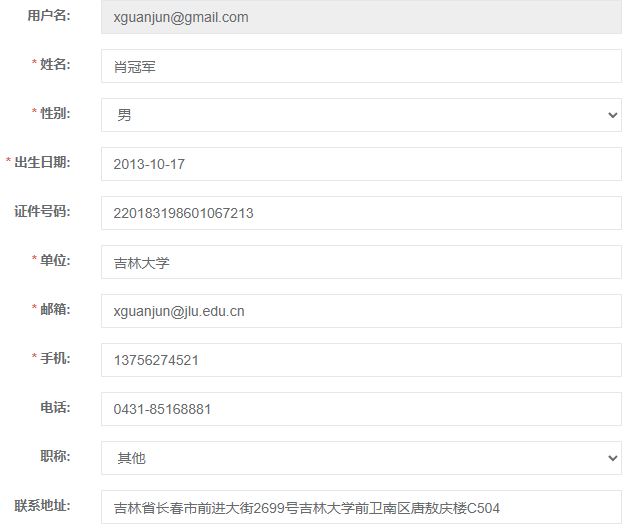 用户名: xguanjun@gmail.com
* 姓名: 肖冠军
* 性别: 男
* 出生日期: 2013-10-17
证件号码: 220183198601067213
* 单位: 吉林大学
* 邮箱: xguanjun@jlu.edu.cn
* 手机: 13756274521
电话: 0431-85168881
职称: 其他
联系地址: 吉林省长春市前进大街2699号吉林大学前卫南区唐敖庆楼C504